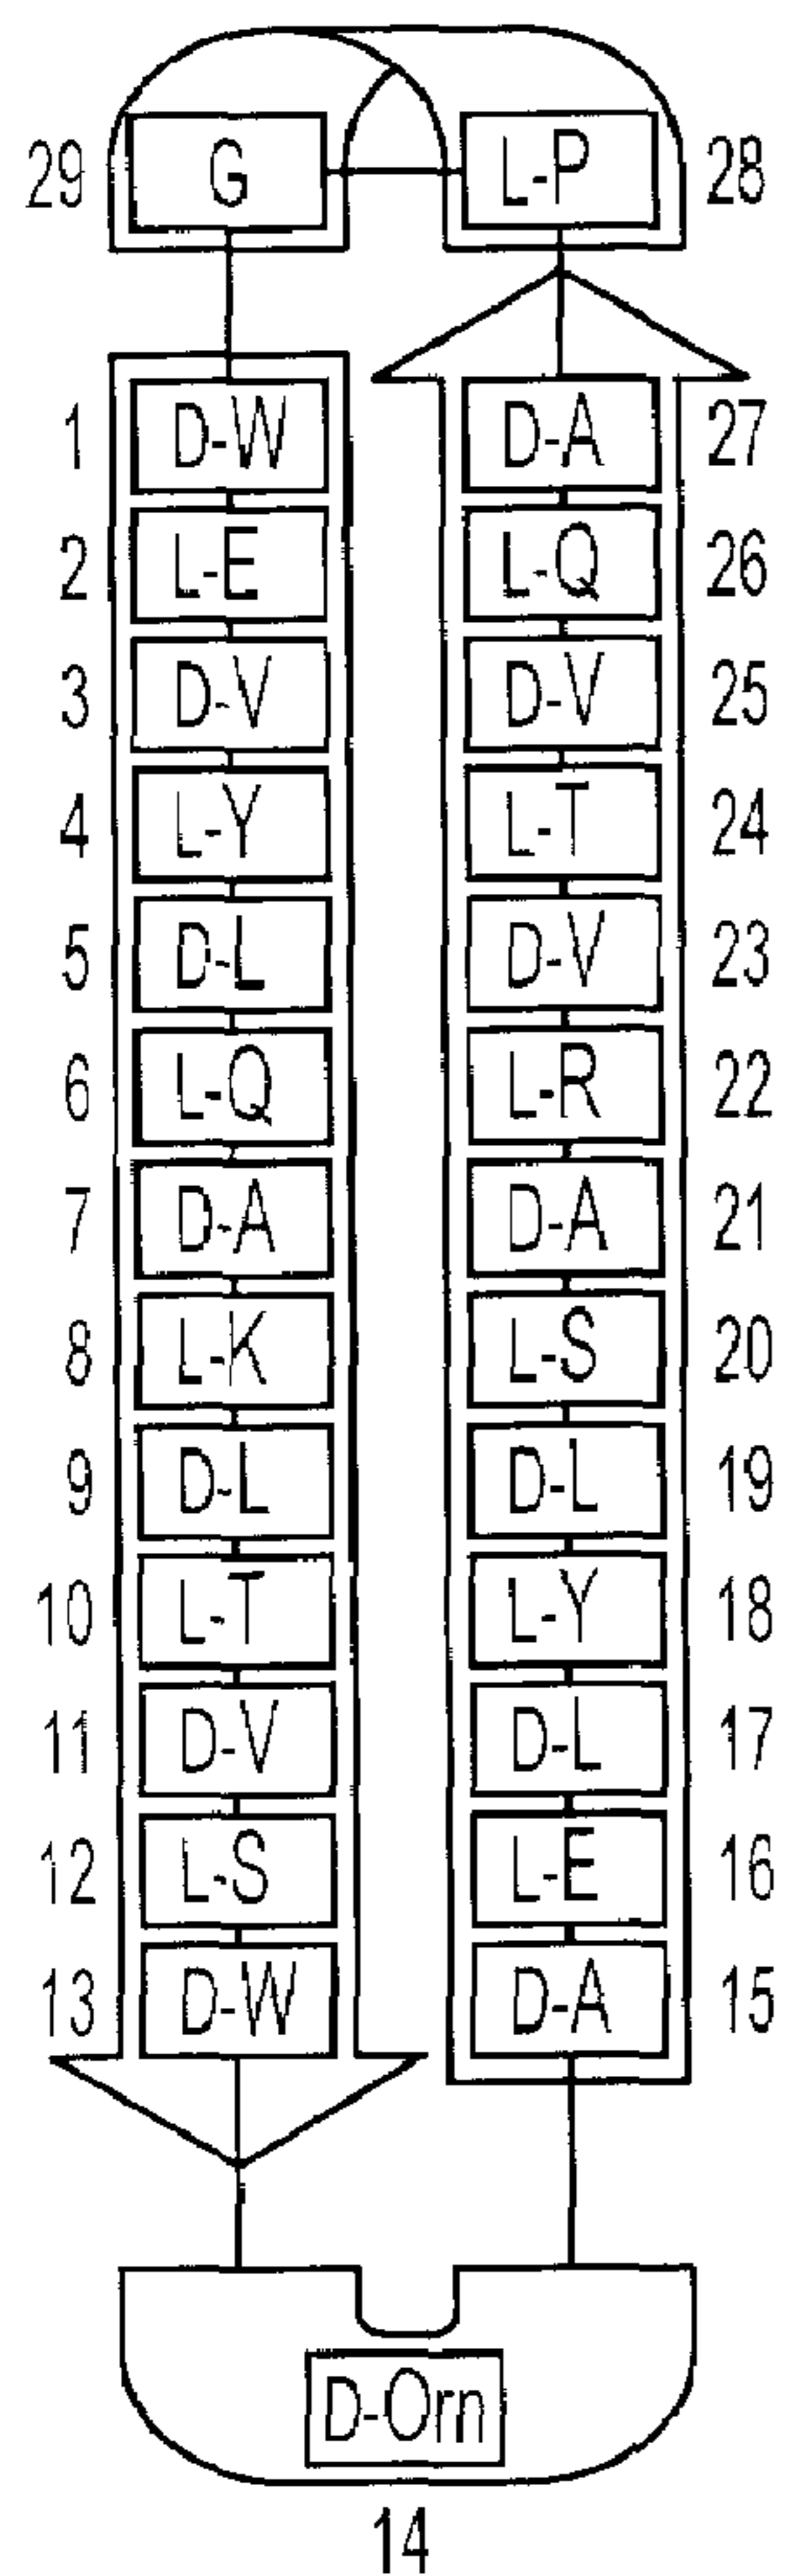 29 G L-P 28
1 D-W D-A 27
2 L-E L-Q 26
3 D-V D-V 25
4 L-Y L-T 24
5 D-L D-V 23
6 L-Q L-R 22
7 D-A D-A 21
8 L-K L-S 20
9 D-L D-L 19
10 L-T L-Y 18
11 D-V D-L 17
12 L-S L-E 16
13 D-W D-A 15
D-Orn
14